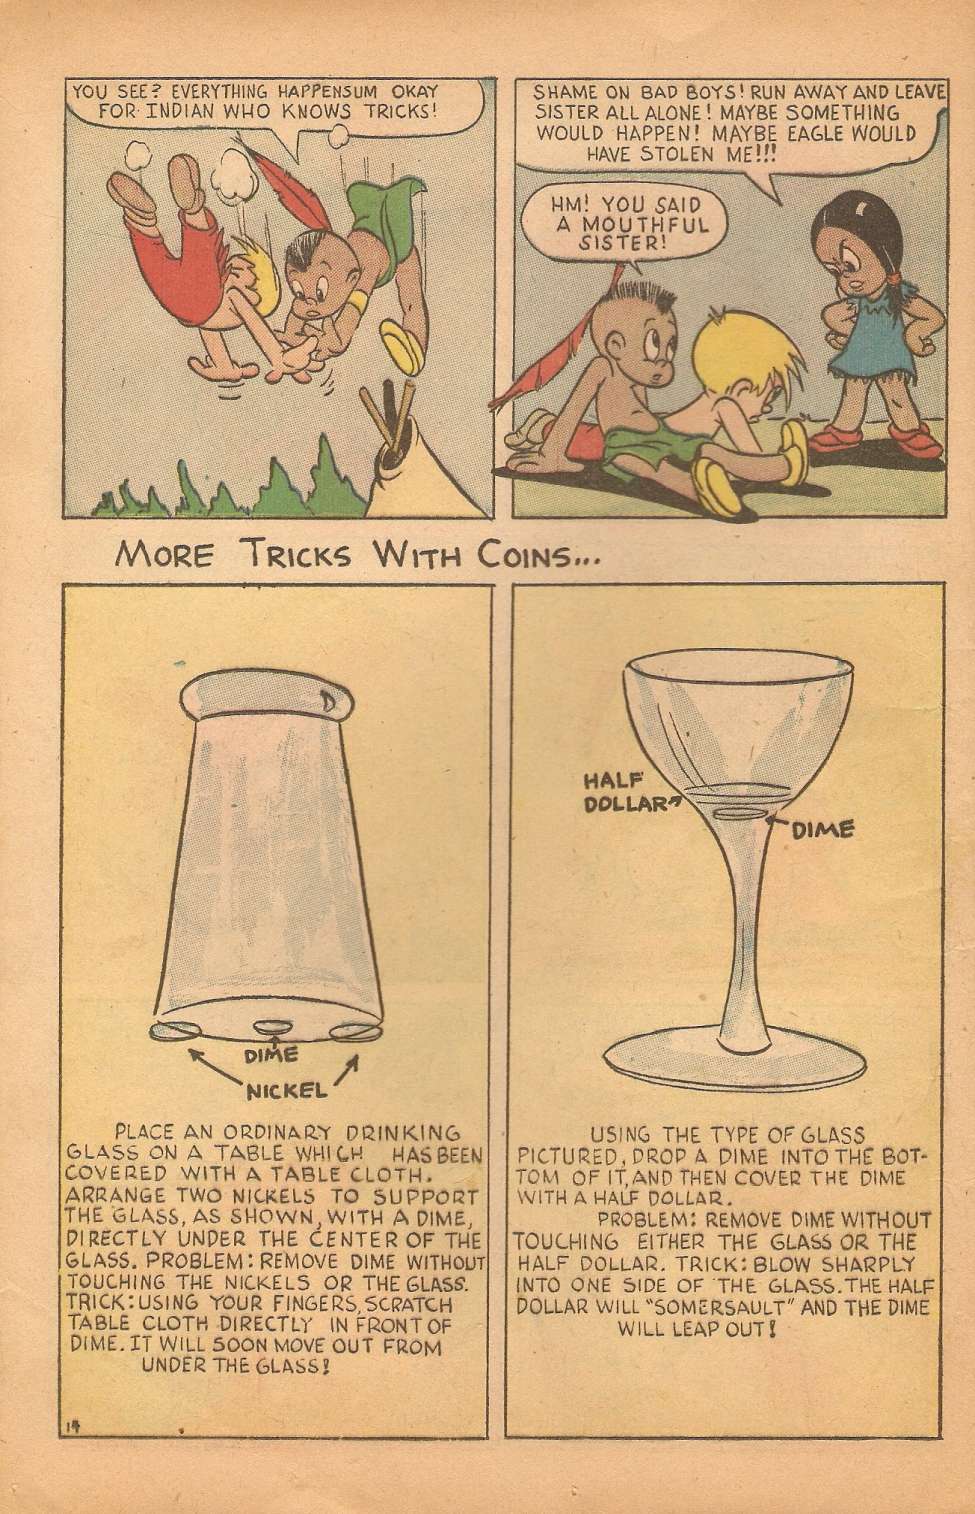 YOU SEE? EVERYTHING HAPPENSUM OKAY
FOR INDIAN WHO KNOWS TRICKS!
SHAME ON BAD BOYS! RUN AWAY AND LEAVE
SISTER ALL ALONE! MAYBE SOMETHING
WOULD HAPPEN! MAYBE EAGLE WOULD
HAVE STOLEN ME!!!
HM! YOU SAID
A MOUTHFUL
SISTER!
MORE TRICKS WITH COINS...
DIME
NICKEL
PLACE AN ORDINARY DRINKING
GLASS ON A TABLE WHICH HAS BEEN
COVERED WITH A TABLE CLOTH.
ARRANGE TWO NICKELS TO SUPPORT
THE GLASS, AS SHOWN, WITH A DIME,
DIRECTLY UNDER THE CENTER OF THE
GLASS. PROBLEM: REMOVE DIME WITHOUT
TOUCHING THE NICKELS OR THE GLASS.
TRICK: USING YOUR FINGERS, SCRATCH
TABLE CLOTH DIRECTLY IN FRONT OF
DIME. IT WILL SOON MOVE OUT FROM
UNDER THE GLASS!
14
HALF
DOLLAR
DIME
USING THE TYPE OF GLASS
PICTURED, DROP A DIME INTO THE BOT-
TOM OF IT, AND THEN COVER THE DIME
WITH A HALF DOLLAR.
PROBLEM: REMOVE DIME WITHOUT
TOUCHING EITHER THE GLASS OR THE
HALF DOLLAR. TRICK: BLOW SHARPLY
INTO ONE SIDE OF THE GLASS. THE HALF
DOLLAR WILL "SOMERSAULT" AND THE DIME
WILL LEAP OUT!